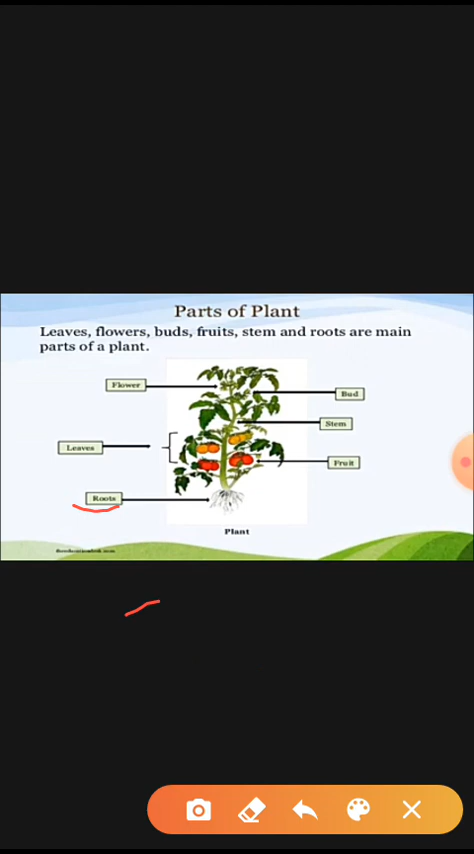 Parts of Plant
Leaves, flowers, buds, fruits, stem and roots are main
parts of a plant.
Flower
Bud
Stem
Leaves
Fruit
Roots
Plant